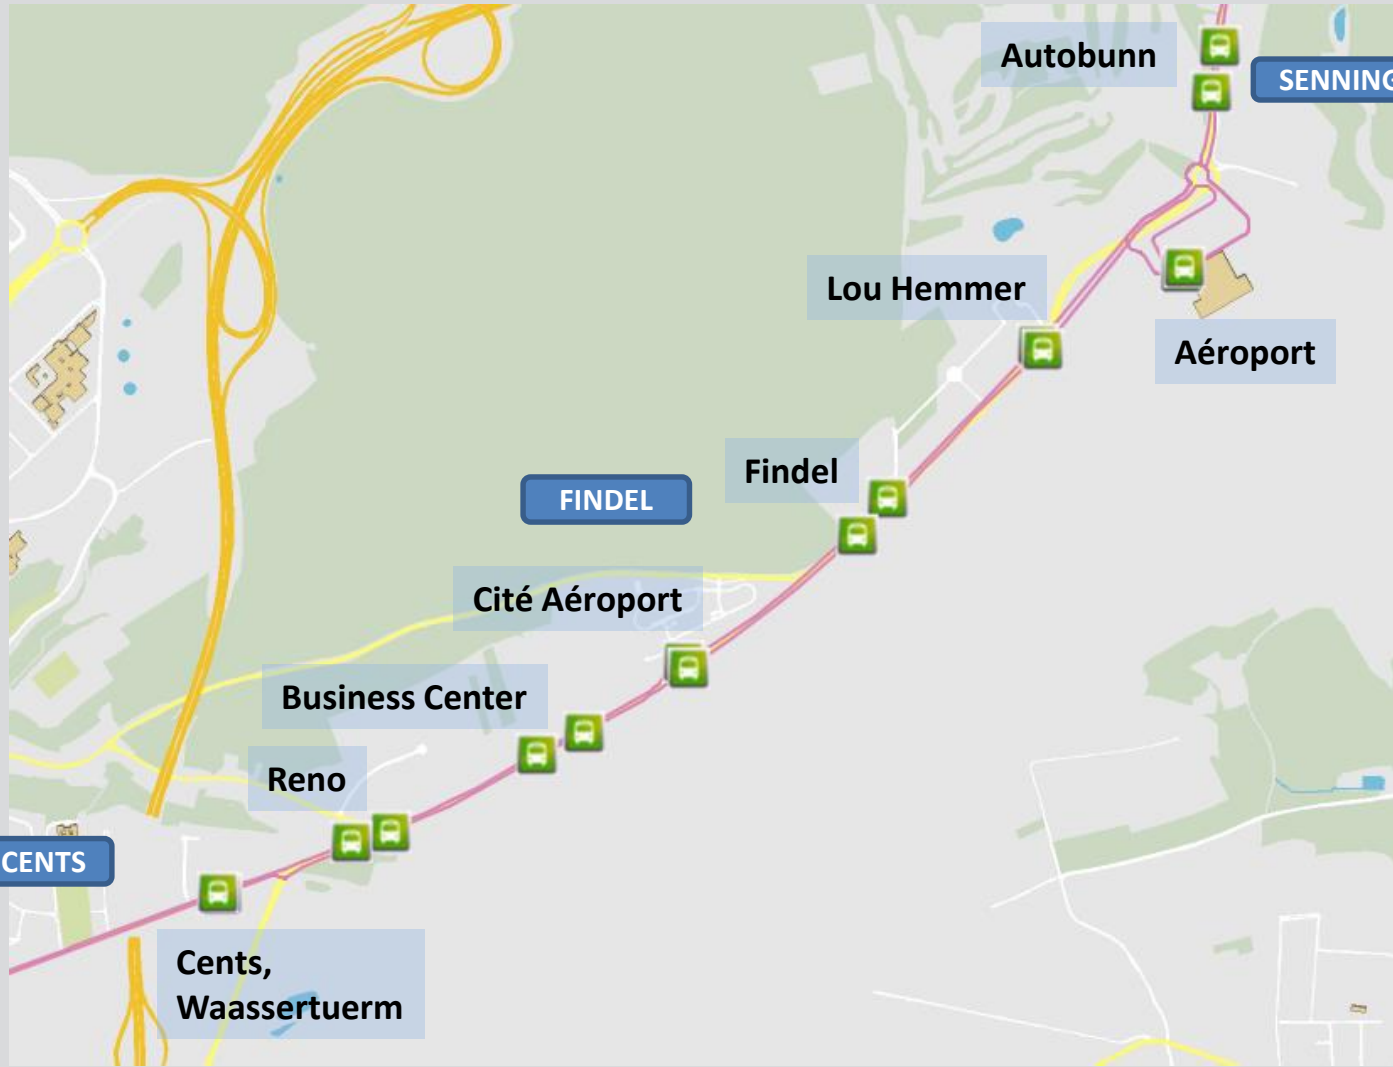 Autobunn
SENNING
Lou Hemmer
Aéroport
Findel
FINDEL
Cité Aéroport
Business Center
Reno
CENTS
Cents,
Waassertuerm